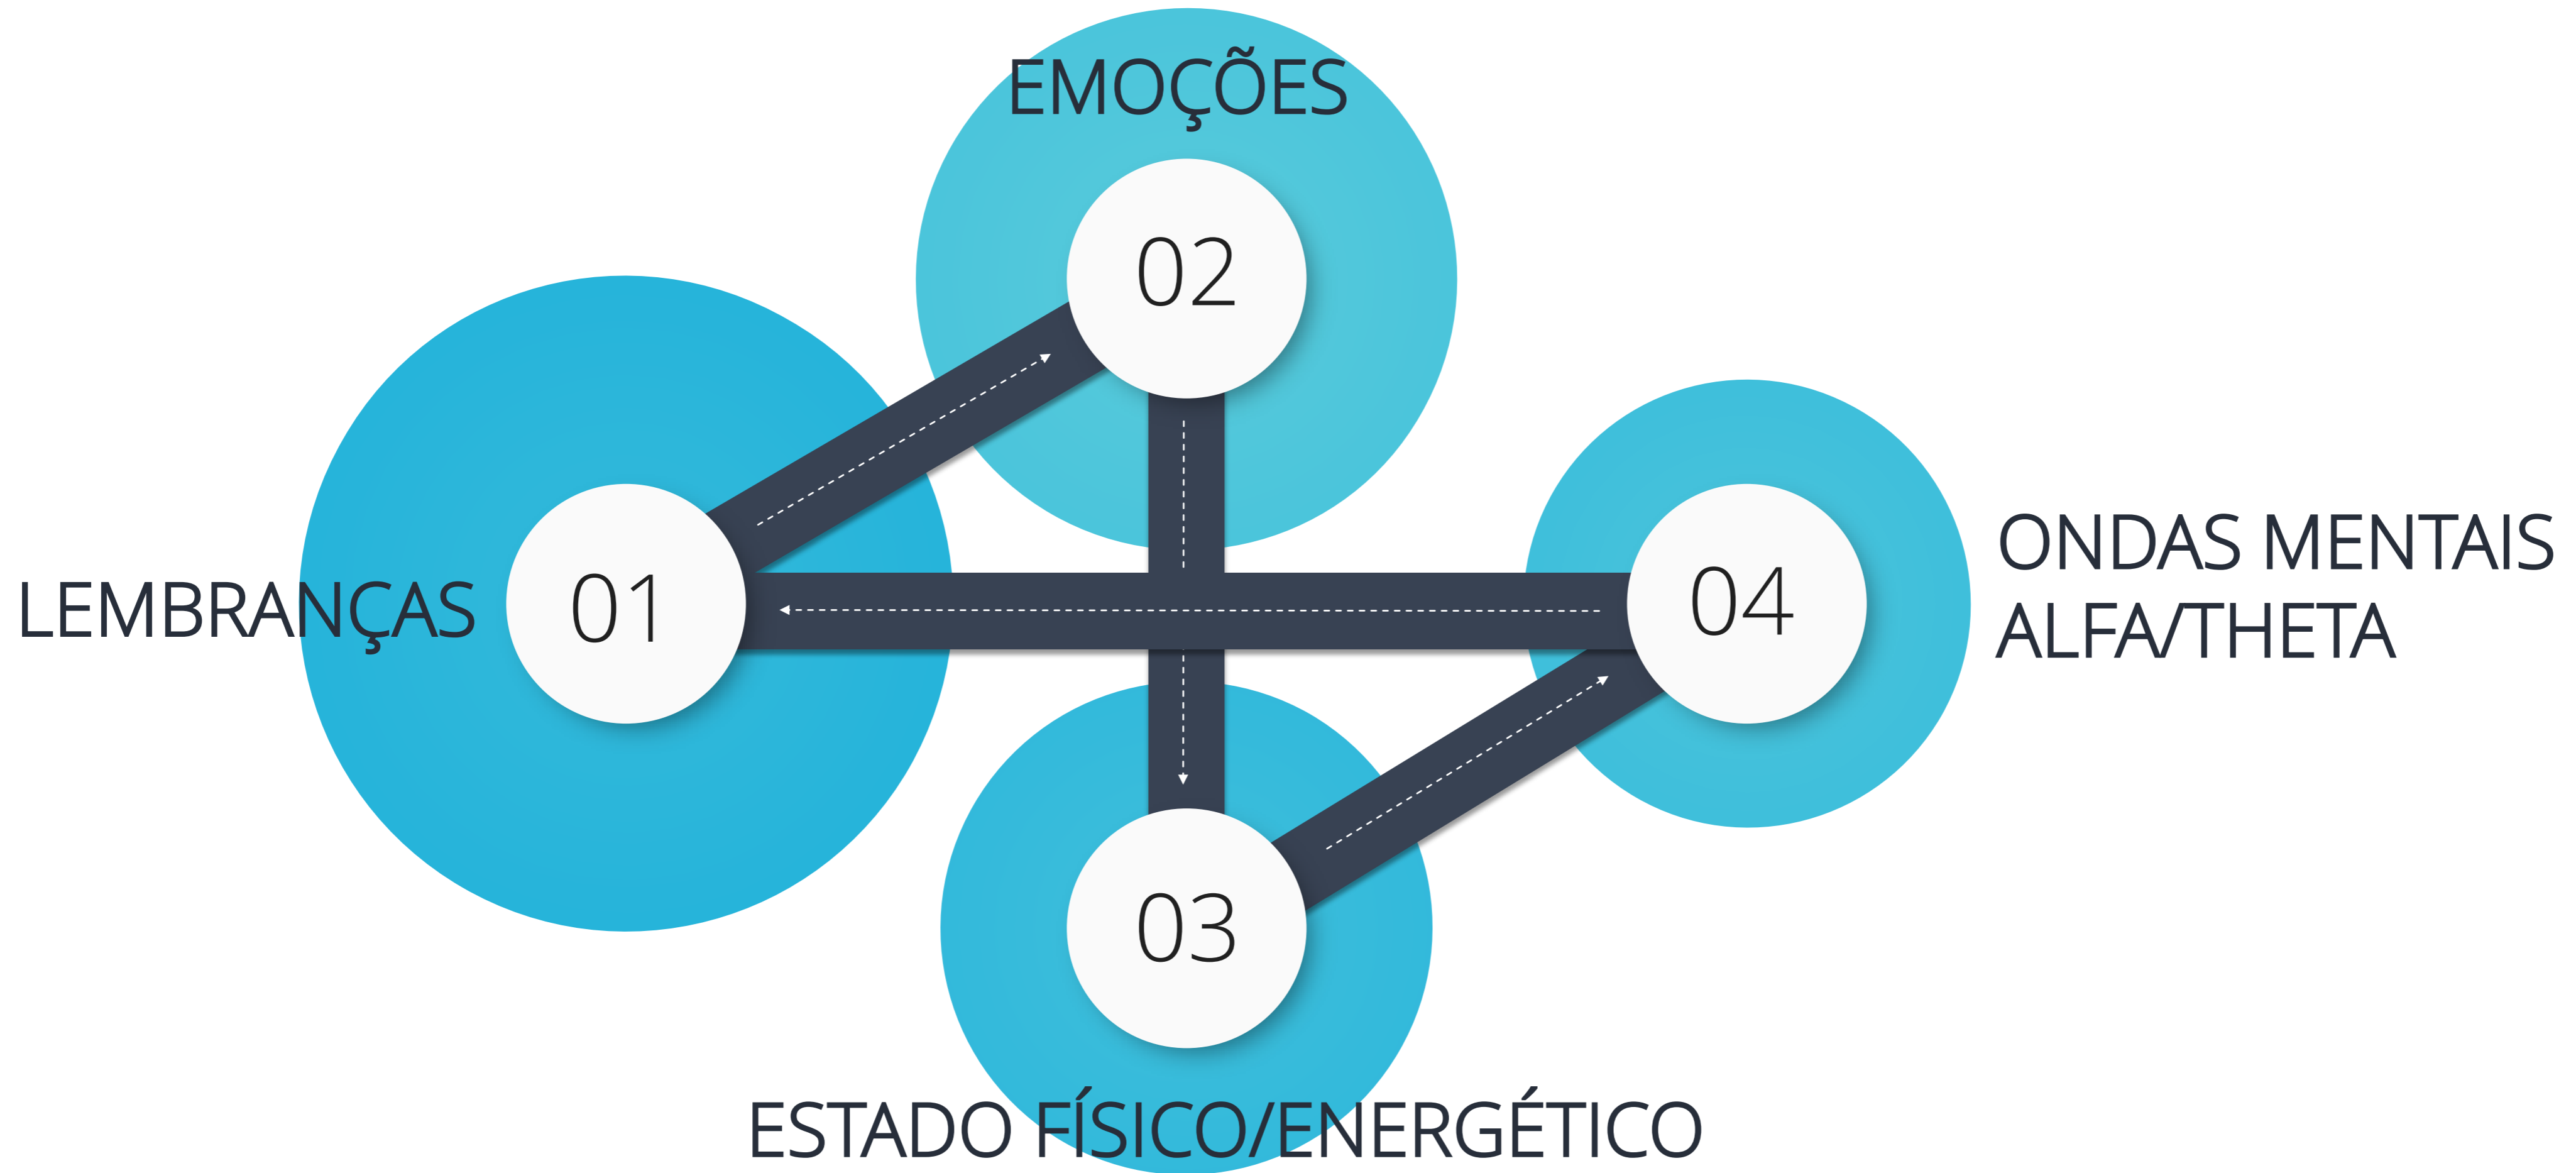 EMOÇÕES
02
LEMBRANÇAS
01
04
ONDAS MENTAIS
ALFA/THETA
03
ESTADO FÍSICO/ENERGÉTICO